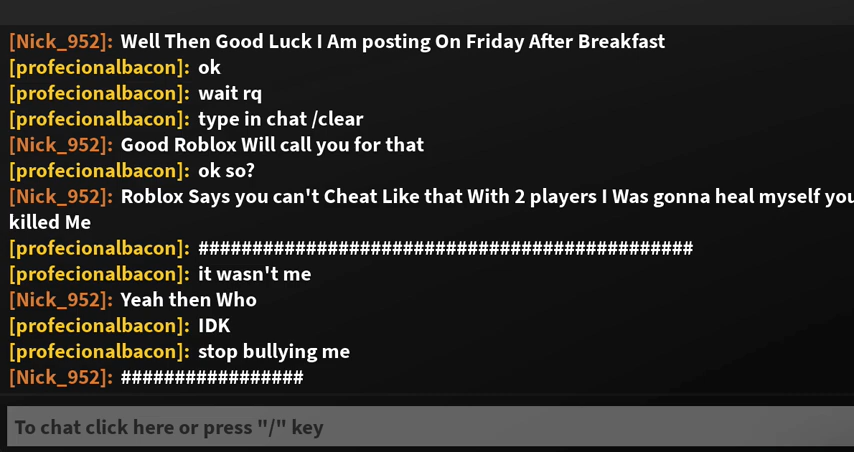 [Nick_952]: Well Then Good Luck I Am posting On Friday After Breakfast
[profecionalbacon]: ok
[profecionalbacon]: wait rq
[profecionalbacon]: type in chat /clear
[Nick_952]: Good Roblox Will call you for that
[profecionalbacon]: ok so?
[Nick_952]: Roblox Says you can't Cheat Like that With 2 players I Was gonna heal myself you
killed Me
[profecionalbacon]: ##############################################
[profecionalbacon]: it wasn't me
[Nick_952]: Yeah then Who
[profecionalbacon]: IDK
[profecionalbacon]: stop bullying me
[Nick_952]: #################
To chat click here or press "/" key